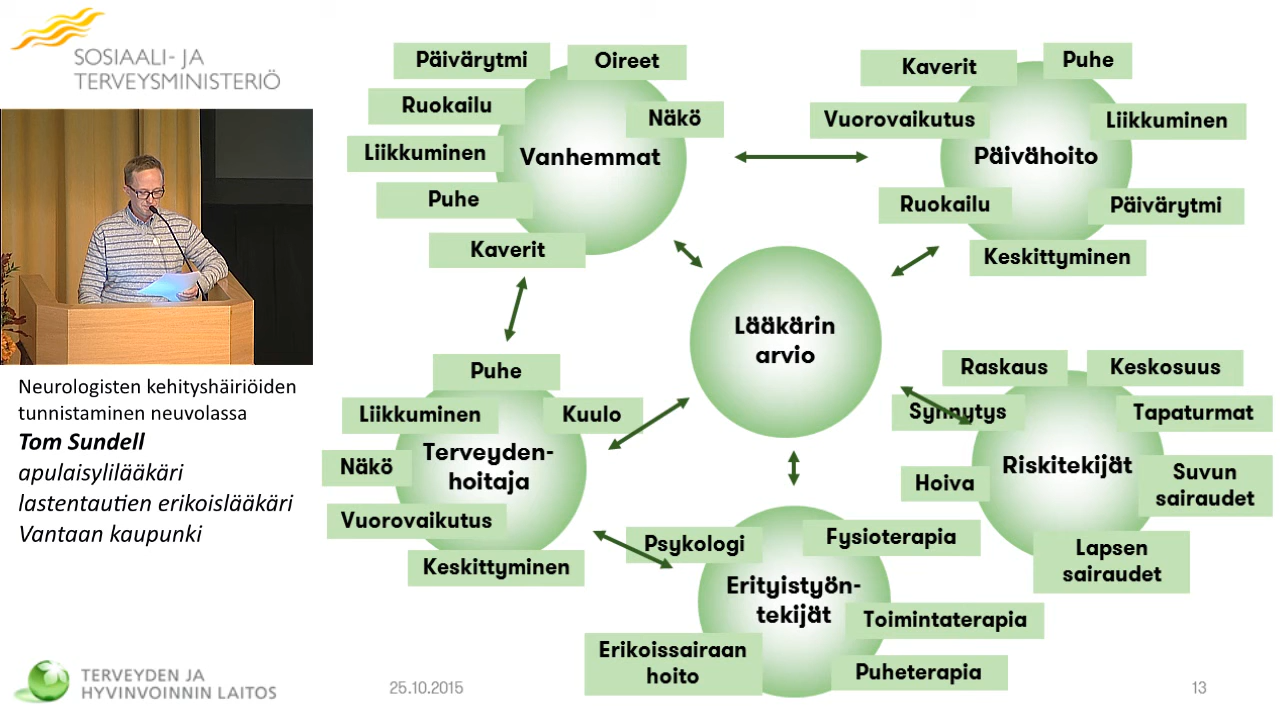 SOSIAALI- JA
TERVEYSMINISTERIÖ
Neurologisten kehityshäiriöiden
tunnistaminen neuvolassa
Tom Sundell
apulaisylilääkäri
lastentautien erikoislääkäri
Vantaan kaupunki
TERVEYDEN JA
HYVINVOINNIN LAITOS
Päivärytmi
Oireet
Ruokailu
Näkö
Liikkuminen
Vanhemmat
Puhe
Kaverit
Kaverit
Puhe
Vuorovaikutus
Liikkuminen
Päivähoito
Ruokailu
Päivärytmi
Keskittyminen
Lääkärin
arvio
Puhe
Liikkuminen
Kuulo
Terveyden-
hoitaja
Näkö
Vuorovaikutus
Keskittyminen
Raskaus
Keskosuus
Synnytys
Tapaturmat
Riskitekijät
Hoiva
Suvun
sairaudet
Lapsen
sairaudet
Psykologi
Fysioterapia
Erityistyön-
tekijät
Toimintaterapia
Erikoissairaan
hoito
Puheterapia
25.10.2015
13